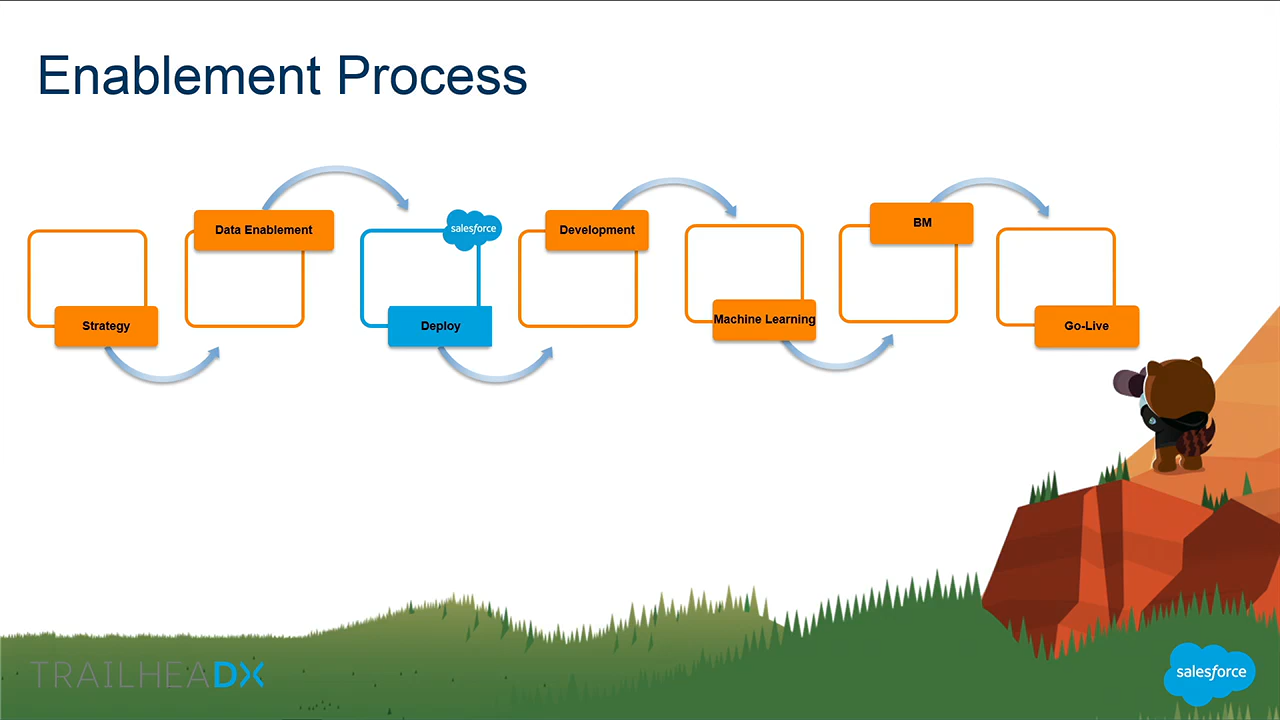 Enablement Process
Data Enablement
salesforce
Development
BM
Strategy
Deploy
Machine Learning
Go-Live
TRAILHEADX
salesforce